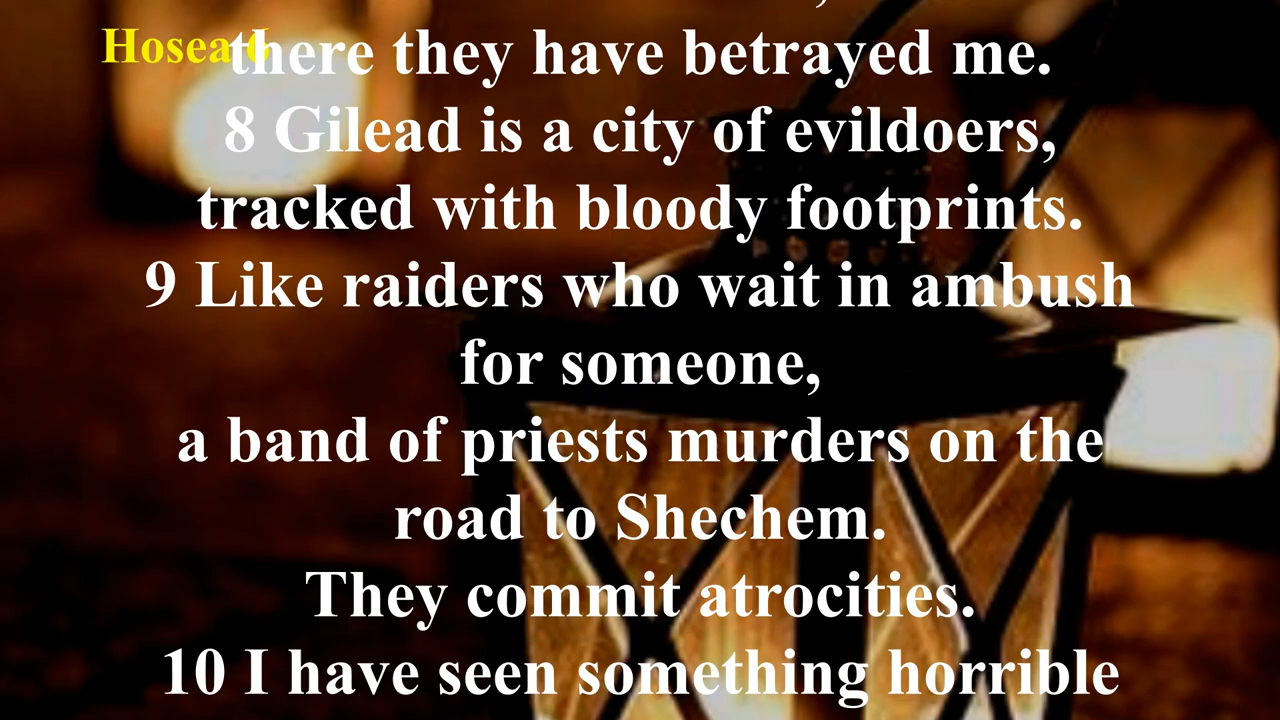 Hosea 6
there they have betrayed me.
8 Gilead is a city of evildoers,
tracked with bloody footprints.
9 Like raiders who wait in ambush
for someone,
a band of priests murders on the
road to Shechem.
They commit atrocities.
10 I have seen something horrible